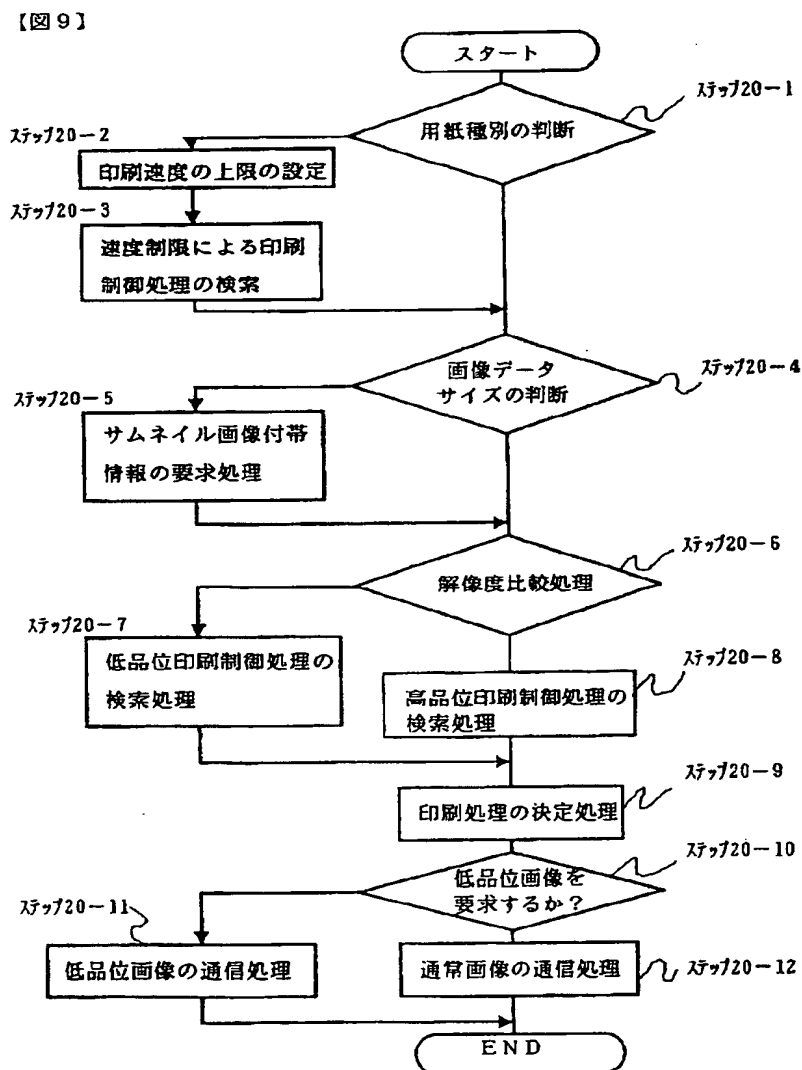 【図９】
スタート
ステップ20－1
用紙種別の判断
ステップ20－2
印刷速度の上限の設定
ステップ20－3
速度制限による印刷
制御処理の検索
画像データ
サイズの判断
ステップ20－4
ステップ20－5
サムネイル画像付帯
情報の要求処理
ステップ20－6
解像度比較処理
ステップ20－7
低品位印刷制御処理の
検索処理
ステップ20－8
高品位印刷制御処理の
検索処理
ステップ20－9
印刷処理の決定処理
ステップ20－10
低品位画像を
要求するか？
ステップ20－11
低品位画像の通信処理
通常画像の通信処理
ステップ20－12
ＥＮＤ